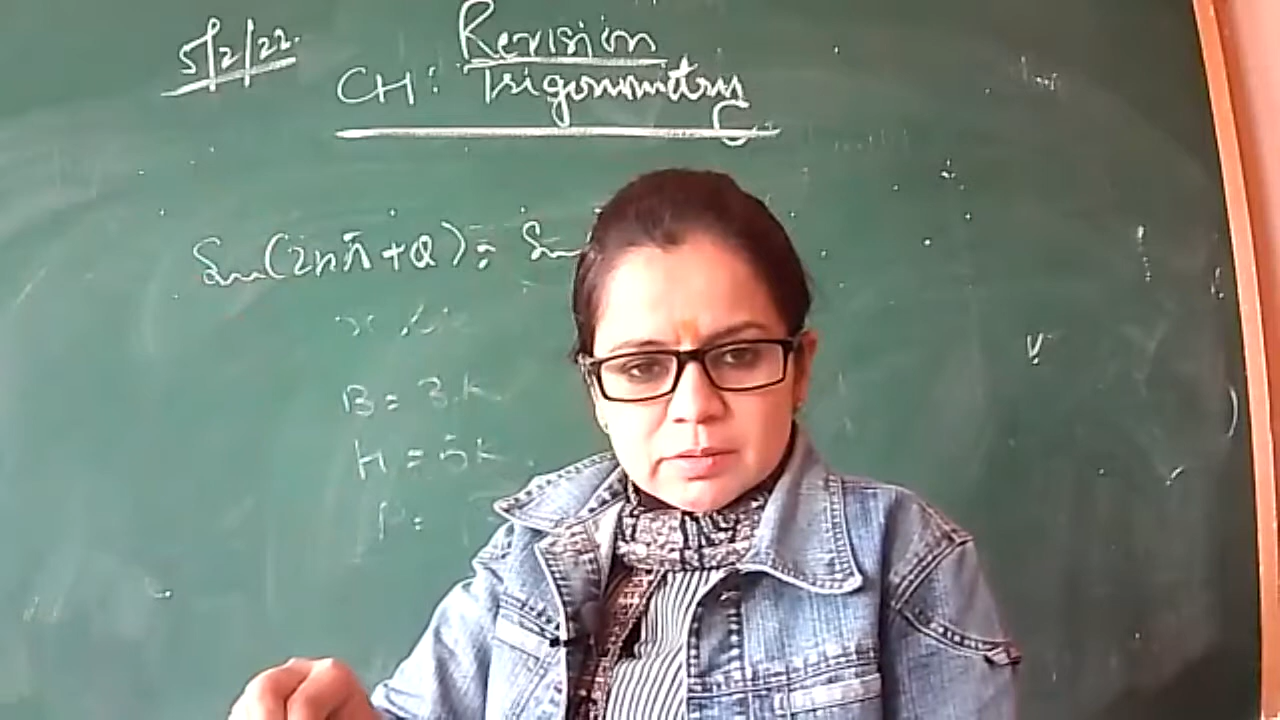 5/2/22.
Revision
CH: Trigonometry
Sin(2nπ+θ) = Sin
B = 3k
H = 5k
P =